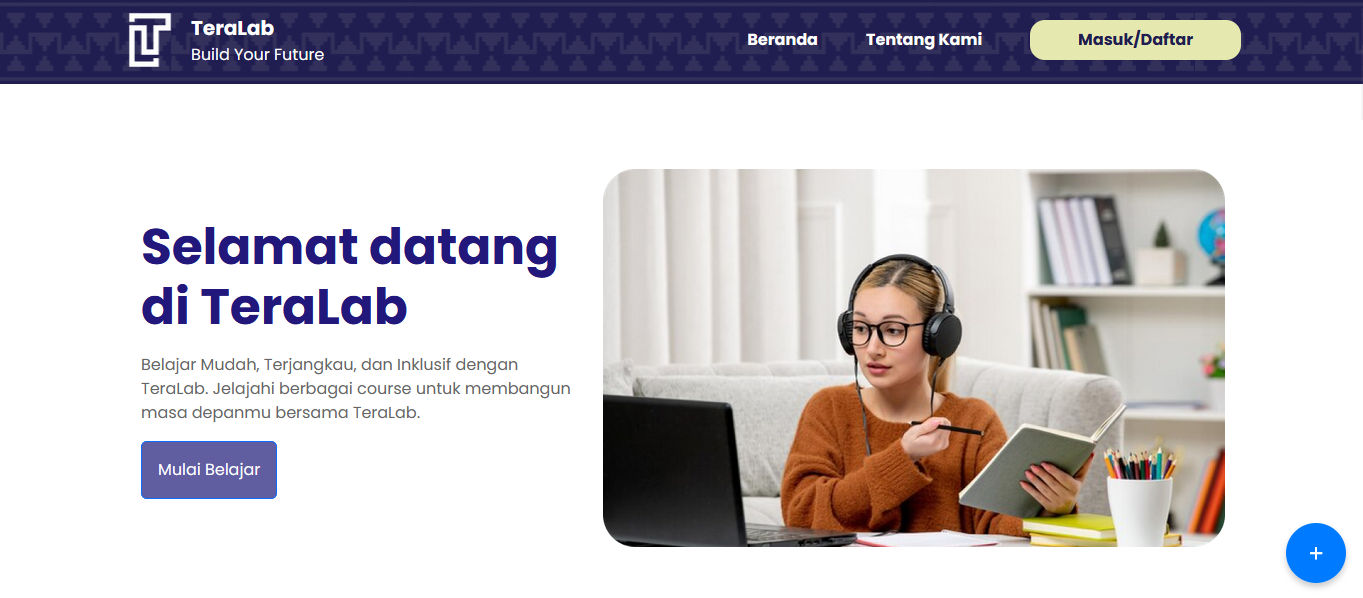 TeraLab
Build Your Future
Beranda
Tentang Kami
Masuk/Daftar
Selamat datang
di TeraLab
Belajar Mudah, Terjangkau, dan Inklusif dengan
TeraLab. Jelajahi berbagai course untuk membangun
masa depanmu bersama TeraLab.
Mulai Belajar
+